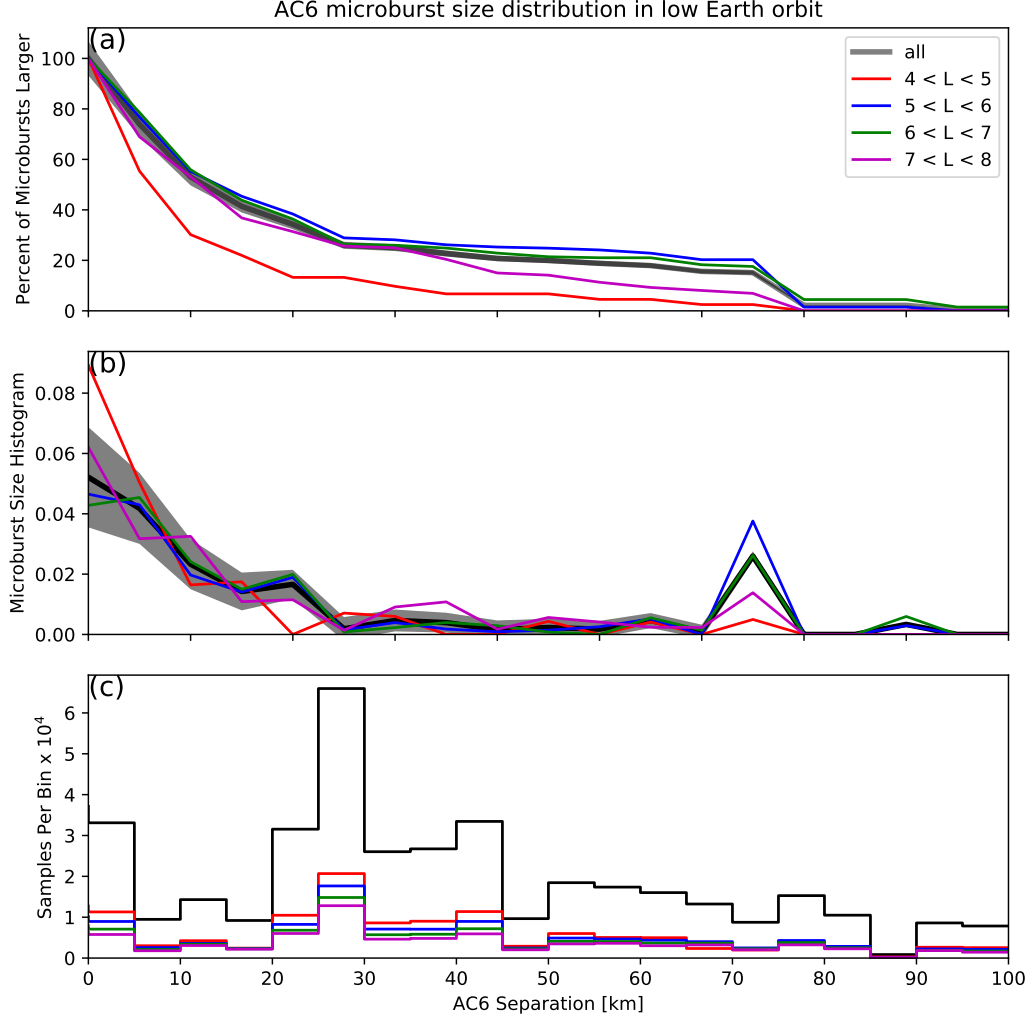 AC6 microburst size distribution in low Earth orbit
(a)
Percent of Microbursts Larger
100
80
60
40
20
0
all
4 < L < 5
5 < L < 6
6 < L < 7
7 < L < 8
(b)
Microburst Size Histogram
0.08
0.06
0.04
0.02
0.00
(c)
Samples Per Bin x 10⁴
6
5
4
3
2
1
0
0 10 20 30 40 50 60 70 80 90 100
AC6 Separation [km]